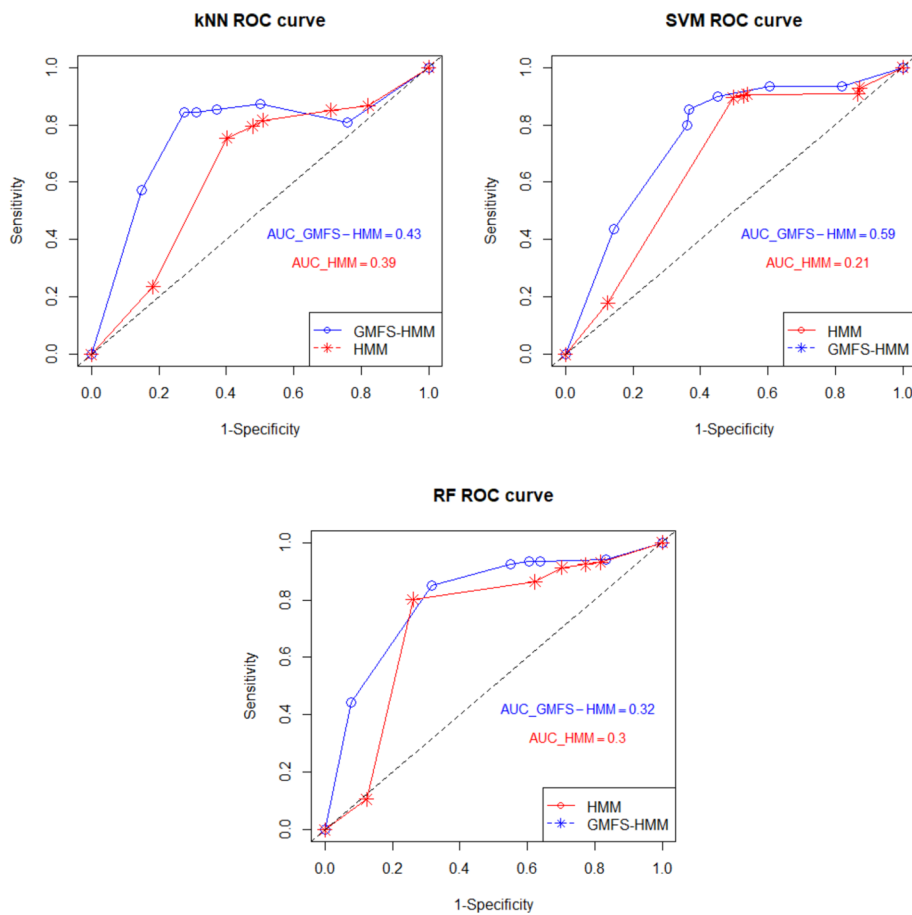 kNN ROC curve
Sensitivity
0.0 0.2 0.4 0.6 0.8 1.0
AUC_GMFS−HMM=0.43
AUC_HMM=0.39
GMFS-HMM
HMM
0.0 0.2 0.4 0.6 0.8 1.0
1-Specificity
SVM ROC curve
Sensitivity
0.0 0.2 0.4 0.6 0.8 1.0
AUC_GMFS−HMM=0.59
AUC_HMM=0.21
HMM
GMFS-HMM
0.0 0.2 0.4 0.6 0.8 1.0
1-Specificity
RF ROC curve
Sensitivity
0.0 0.2 0.4 0.6 0.8 1.0
AUC_GMFS−HMM=0.32
AUC_HMM=0.3
HMM
GMFS-HMM
0.0 0.2 0.4 0.6 0.8 1.0
1-Specificity